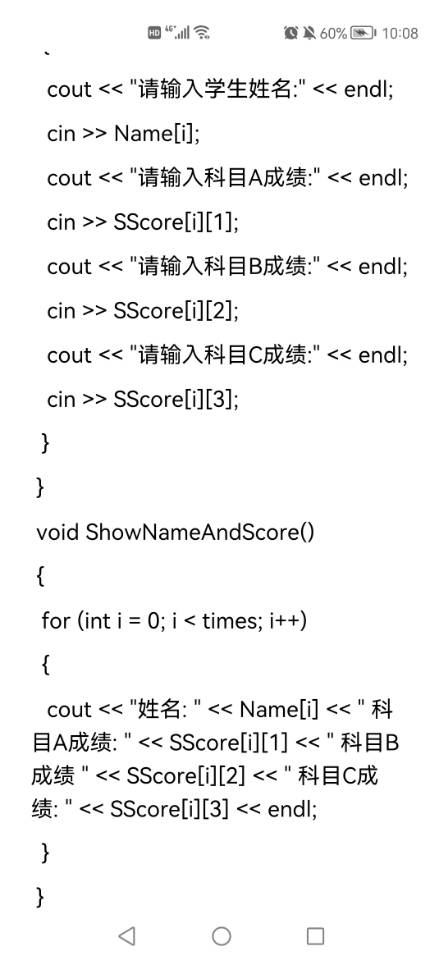 HD 4G 60% 10:08
cout << "请输入学生姓名:" << endl;
cin >> Name[i];
cout << "请输入科目A成绩:" << endl;
cin >> SScore[i][1];
cout << "请输入科目B成绩:" << endl;
cin >> SScore[i][2];
cout << "请输入科目C成绩:" << endl;
cin >> SScore[i][3];
}
}
void ShowNameAndScore()
{
for (int i = 0; i < times; i++)
{
cout << "姓名: " << Name[i] << " 科
目A成绩: " << SScore[i][1] << " 科目B
成绩 " << SScore[i][2] << " 科目C成
绩: " << SScore[i][3] << endl;
}
}